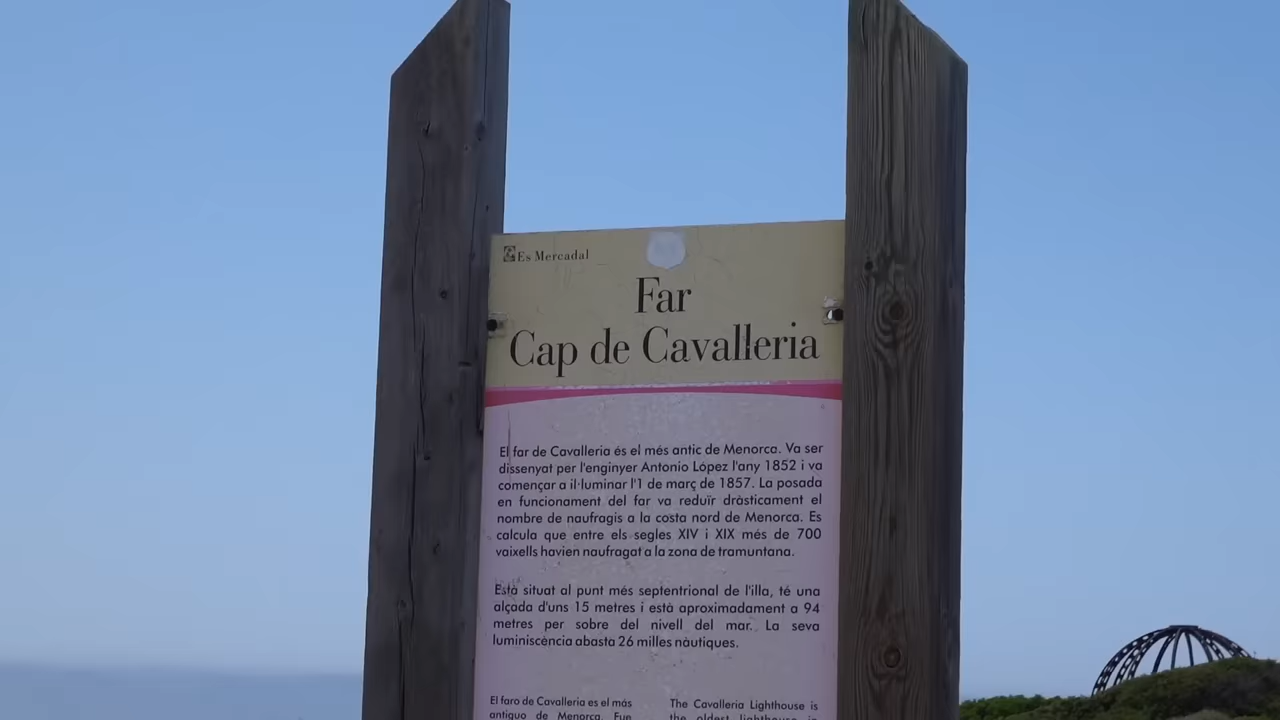 Es Mercadal
Far
Cap de Cavalleria
El far de Cavalleria és el més antic de Menorca. Va ser
dissenyat per l'enginyer Antonio López l'any 1852 i va
començar a il·luminar l'1 de març de 1857. La posada
en funcionament del far va reduïr dràsticament el
nombre de naufragis a la costa nord de Menorca. Es
calcula que entre els segles XIV i XIX més de 700
vaixells havien naufragat a la zona de tramuntana.
Està situat al punt més septentrional de l'illa, té una
alçada d'uns 15 metres i està aproximadament a 94
metres per sobre del nivell del mar. La seva
luminiscència abasta 26 milles nàutiques.
El faro de Cavalleria es el más
antiguo de Menorca. Fun
The Cavalleria Lighthouse is
the oldest lighthouse in